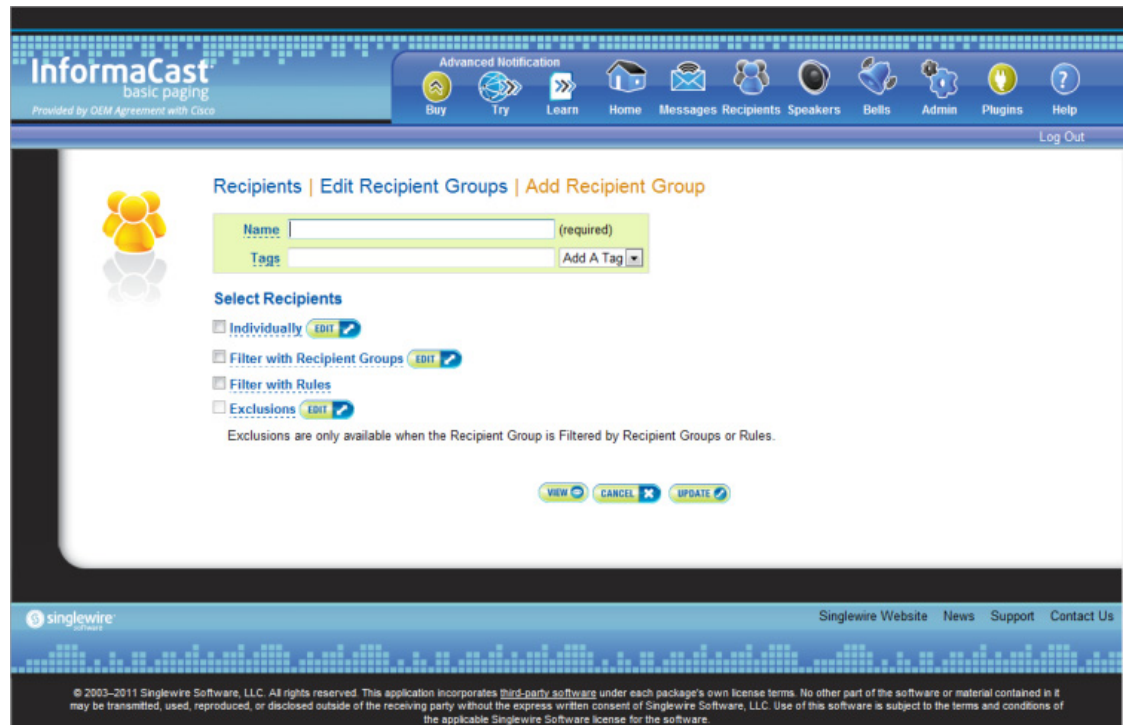 InformaCast
basic paging
Provided by OEM Agreement with Cisco
Advanced Notification
Buy
Try
Learn
Home
Messages
Recipients
Speakers
Bells
Admin
Plugins
Help
Log Out
Recipients | Edit Recipient Groups | Add Recipient Group
Name (required)
Tags Add A Tag
Select Recipients
Individually EDIT
Filter with Recipient Groups EDIT
Filter with Rules
Exclusions EDIT
Exclusions are only available when the Recipient Group is Filtered by Recipient Groups or Rules.
VIEW CANCEL UPDATE
singlewire
software
Singlewire Website News Support Contact Us
© 2003–2011 Singlewire Software, LLC. All rights reserved. This application incorporates third-party software under each package's own license terms. No other part of the software or material contained in it
may be transmitted, used, reproduced, or disclosed outside of the receiving party without the express written consent of Singlewire Software, LLC. Use of this software is subject to the terms and conditions of
the applicable Singlewire Software license for the software.